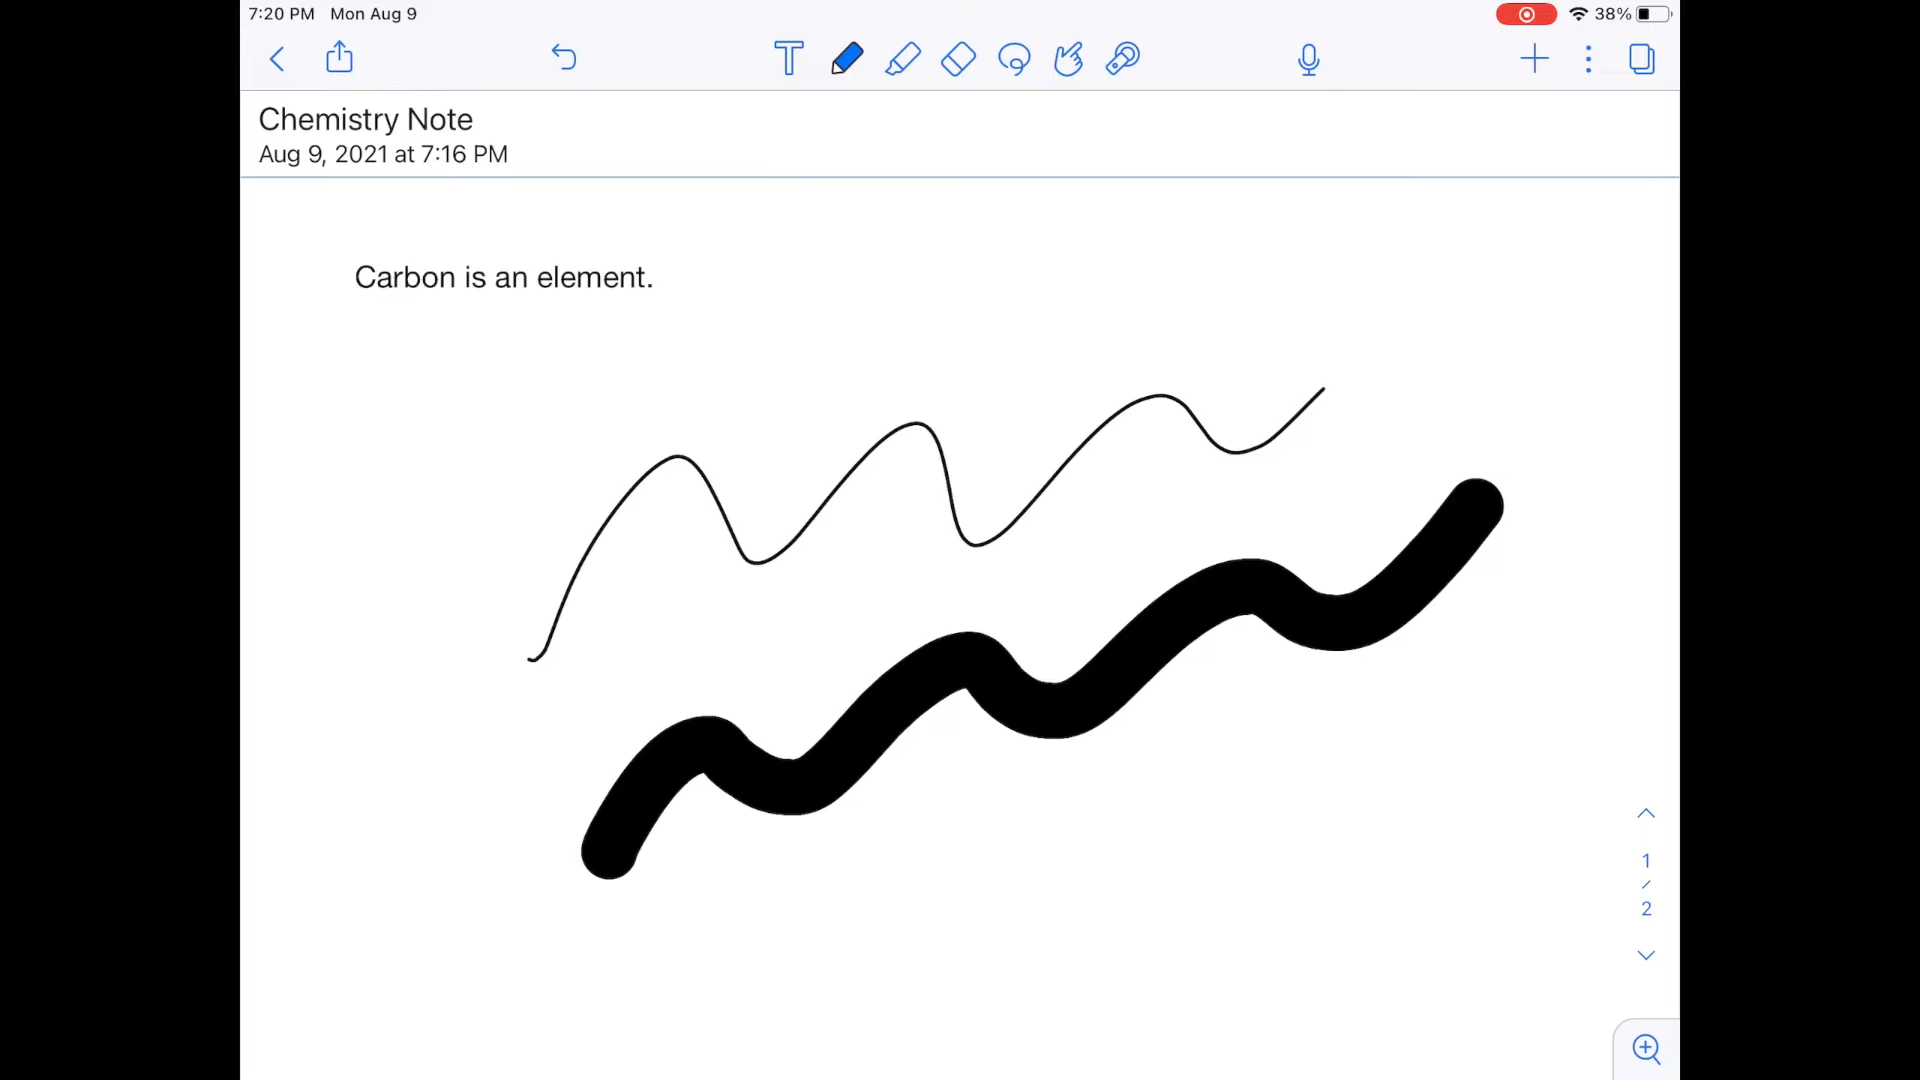 7:20 PM Mon Aug 9 38%
T
Chemistry Note
Aug 9, 2021 at 7:16 PM
Carbon is an element.
1
/
2